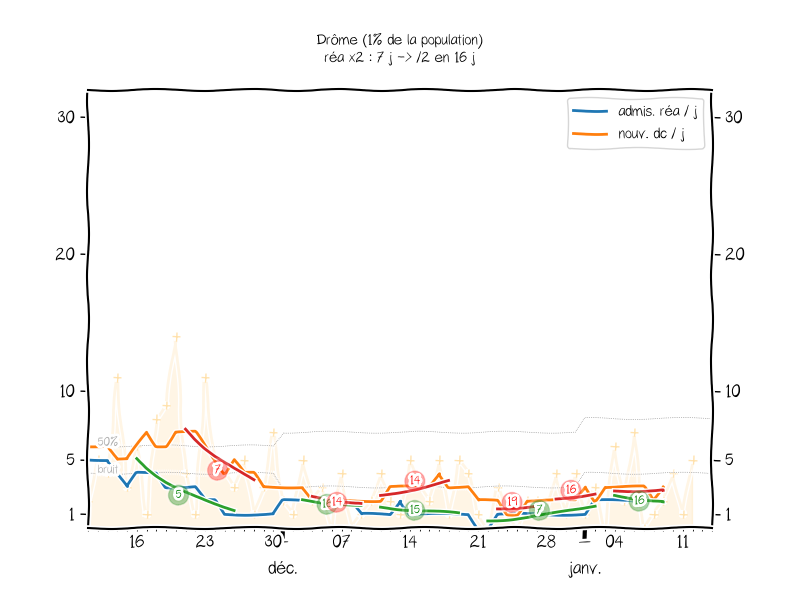 Drôme (1% de la population)
réa x2 : 7 j -> /2 en 16 j
admis. réa / j
nouv. dc / j
30 30
20 20
10 10
50%
bruit
5 5
1 1
7 14 14 19 16
5 15 7 16
16 23 30 07 14 21 28 04 11
déc. janv.